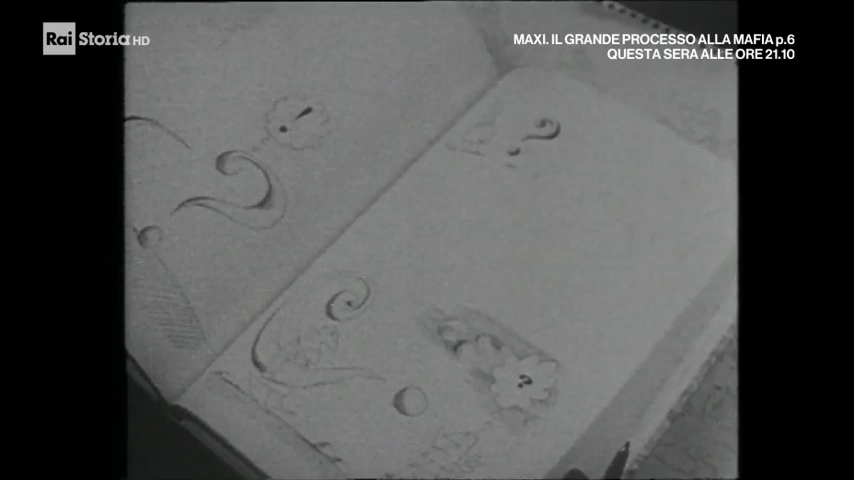 Rai Storia HD
MAXI. IL GRANDE PROCESSO ALLA MAFIA p.6
QUESTA SERA ALLE ORE 21.10
!
?
?
?
?